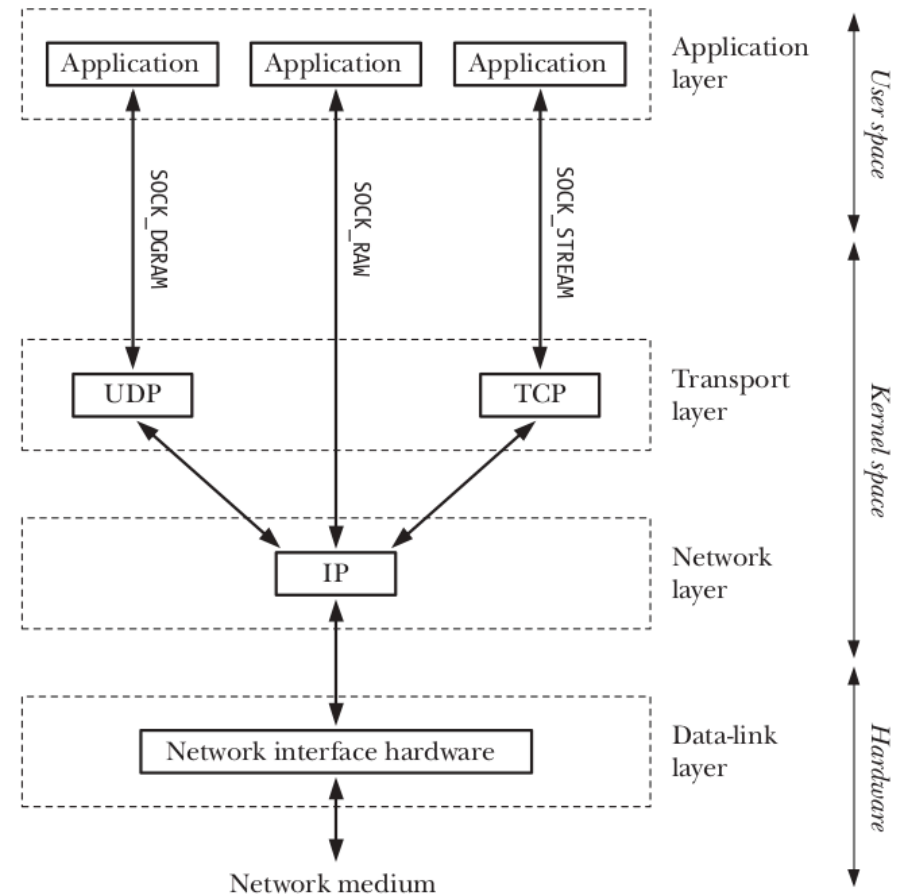 Application
Application
Application
Application
layer
User space
SOCK_DGRAM
SOCK_RAW
SOCK_STREAM
UDP
TCP
Transport
layer
Kernel space
IP
Network
layer
Network interface hardware
Data-link
layer
Hardware
Network medium